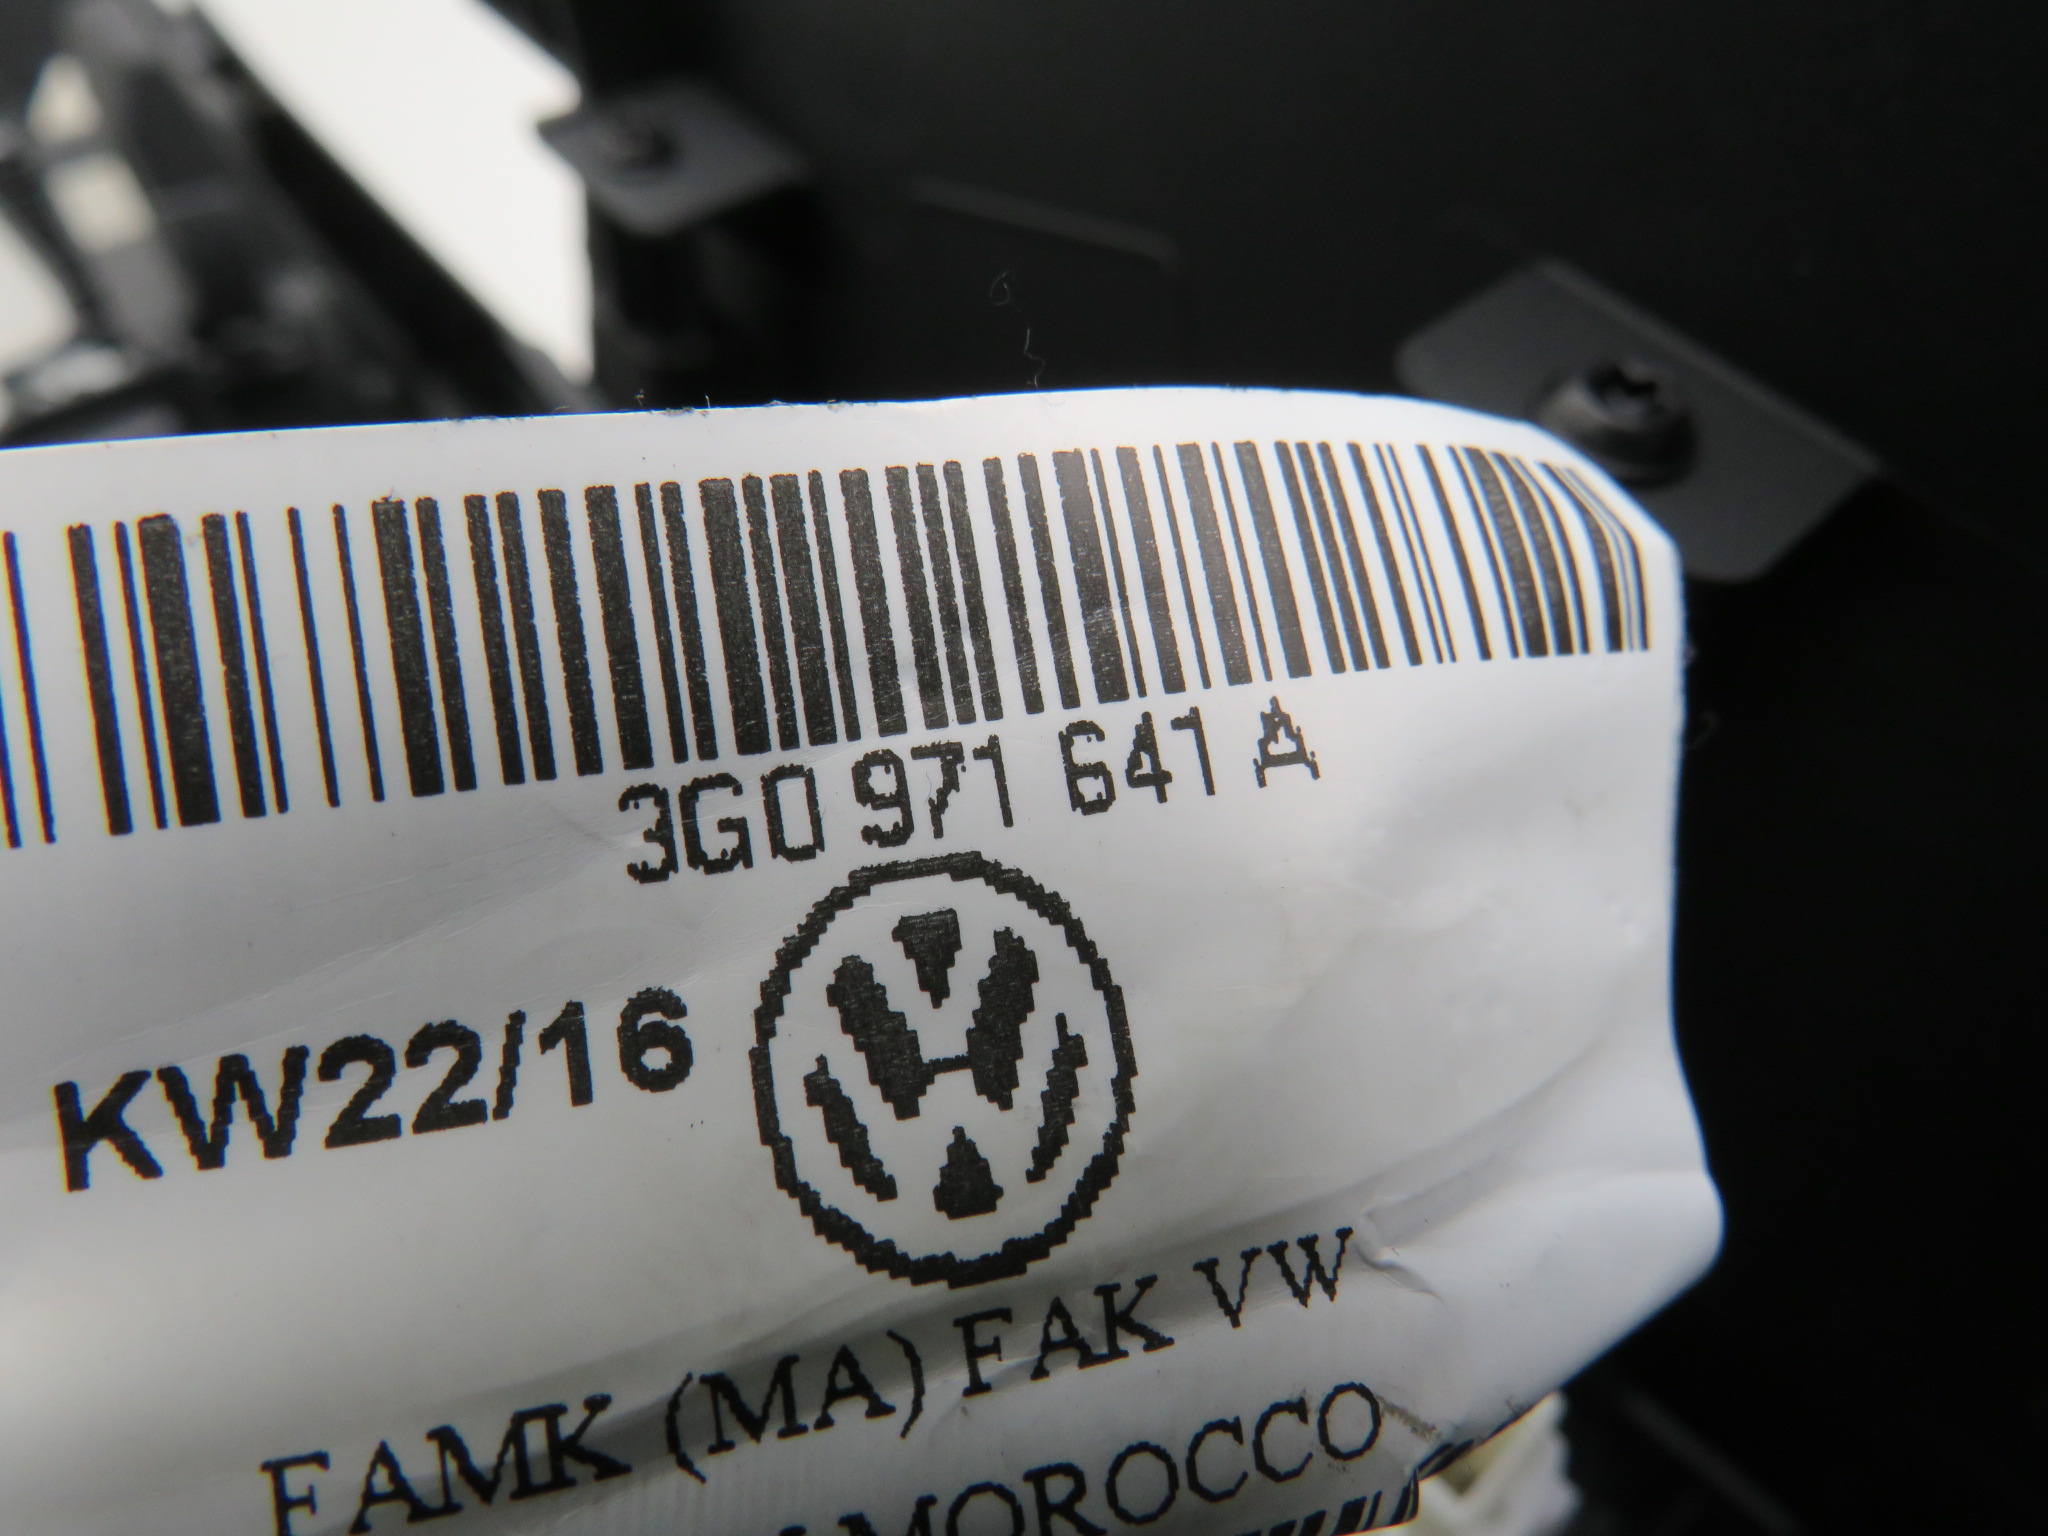 3G0 971 641 A
KW22/16
FAMK (MA) FAK VW
MOROCCO